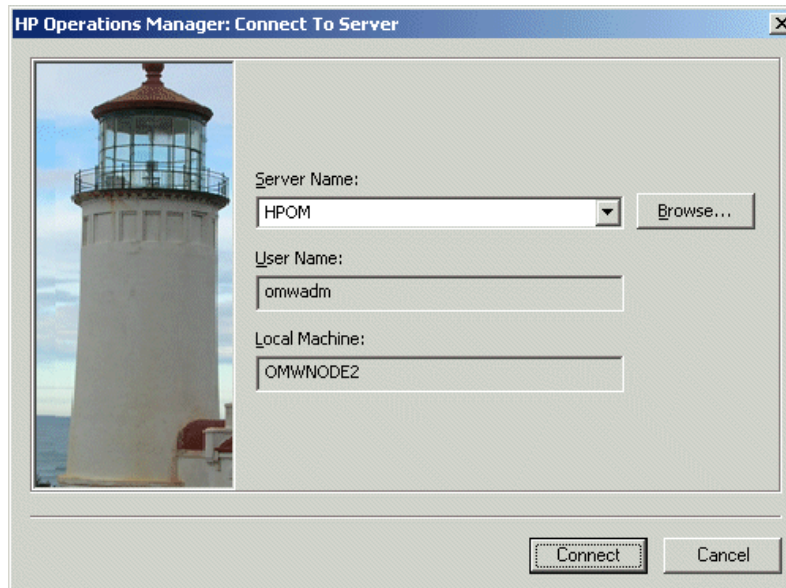 HP Operations Manager: Connect To Server
Server Name:
HPOM
Browse...
User Name:
omwadm
Local Machine:
OMWNODE2
Connect
Cancel